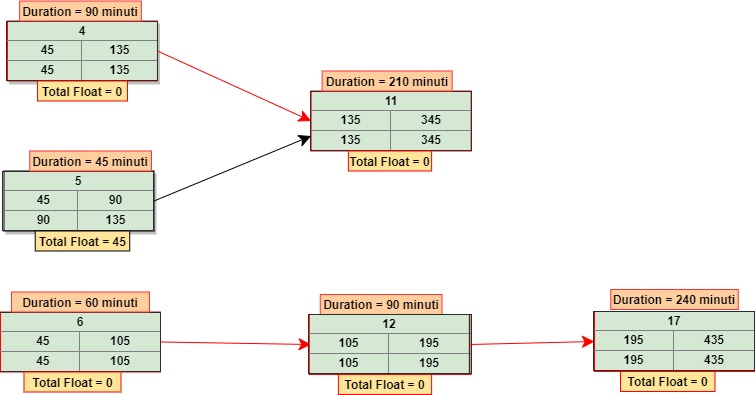 Duration = 90 minuti
4
45 135
45 135
Total Float = 0
Duration = 210 minuti
11
135 345
135 345
Total Float = 0
Duration = 45 minuti
5
45 90
90 135
Total Float = 45
Duration = 60 minuti
6
45 105
45 105
Total Float = 0
Duration = 90 minuti
12
105 195
105 195
Total Float = 0
Duration = 240 minuti
17
195 435
195 435
Total Float = 0